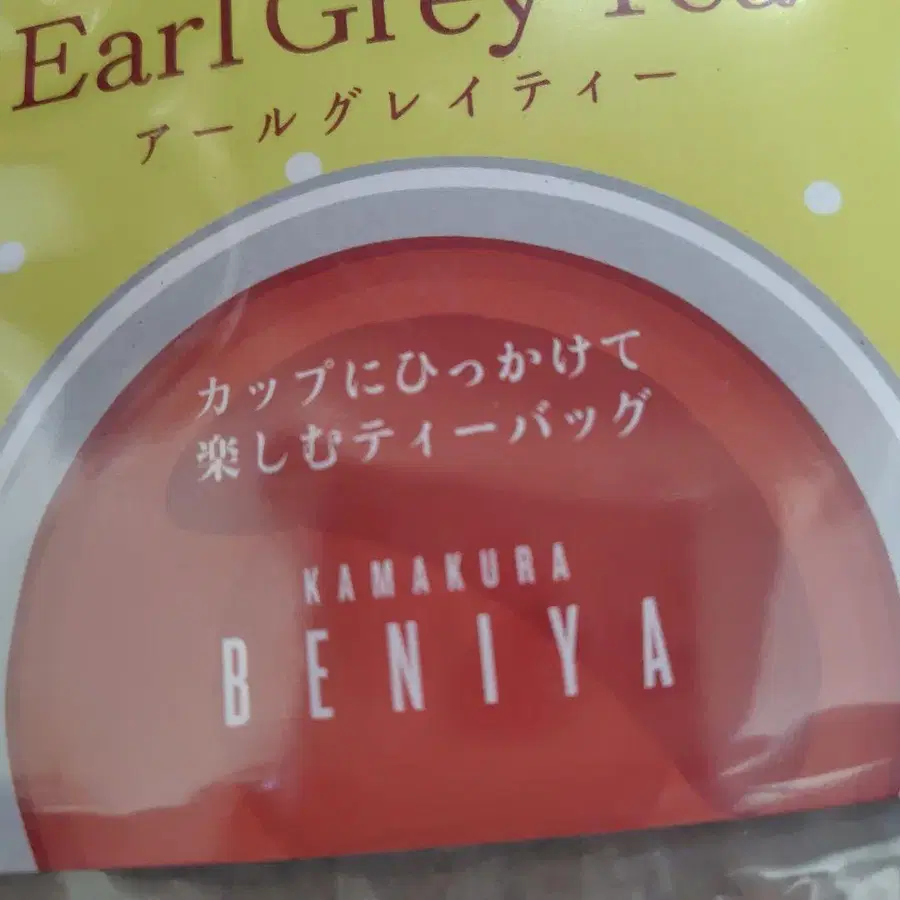 Earl Grey Tea
アールグレイティー
カップにひっかけて
楽しむティーバッグ
KAMAKURA
BENIYA